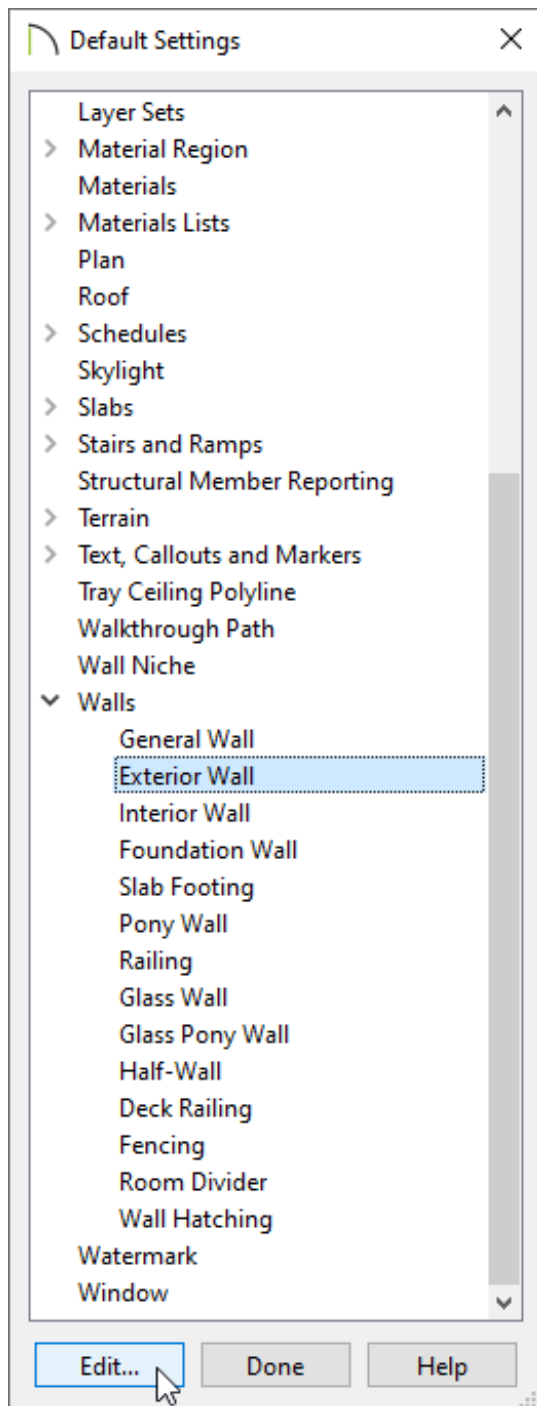 Default Settings
Layer Sets
Material Region
Materials
Materials Lists
Plan
Roof
Schedules
Skylight
Slabs
Stairs and Ramps
Structural Member Reporting
Terrain
Text, Callouts and Markers
Tray Ceiling Polyline
Walkthrough Path
Wall Niche
Walls
General Wall
Exterior Wall
Interior Wall
Foundation Wall
Slab Footing
Pony Wall
Railing
Glass Wall
Glass Pony Wall
Half-Wall
Deck Railing
Fencing
Room Divider
Wall Hatching
Watermark
Window
Edit... Done Help